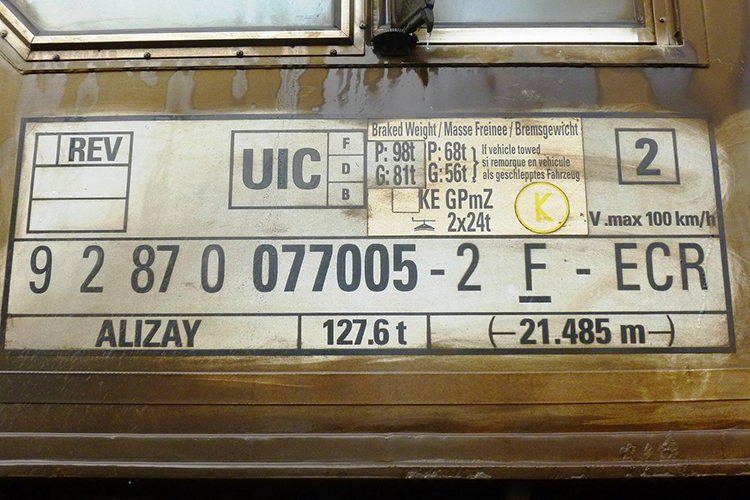 REV
UIC
F
D
B
Braked Weight / Masse Freinee / Bremsgewicht
P: 98t
G: 81t
P: 68t
G: 56t
If vehicle towed
si remorque en vehicule
als geschlepptes Fahrzeug
KE GPmZ
2x24t
K
2
V.max 100 km/h
9 2 87 0 077005 - 2 F - ECR
ALIZAY
127.6 t
21.485 m